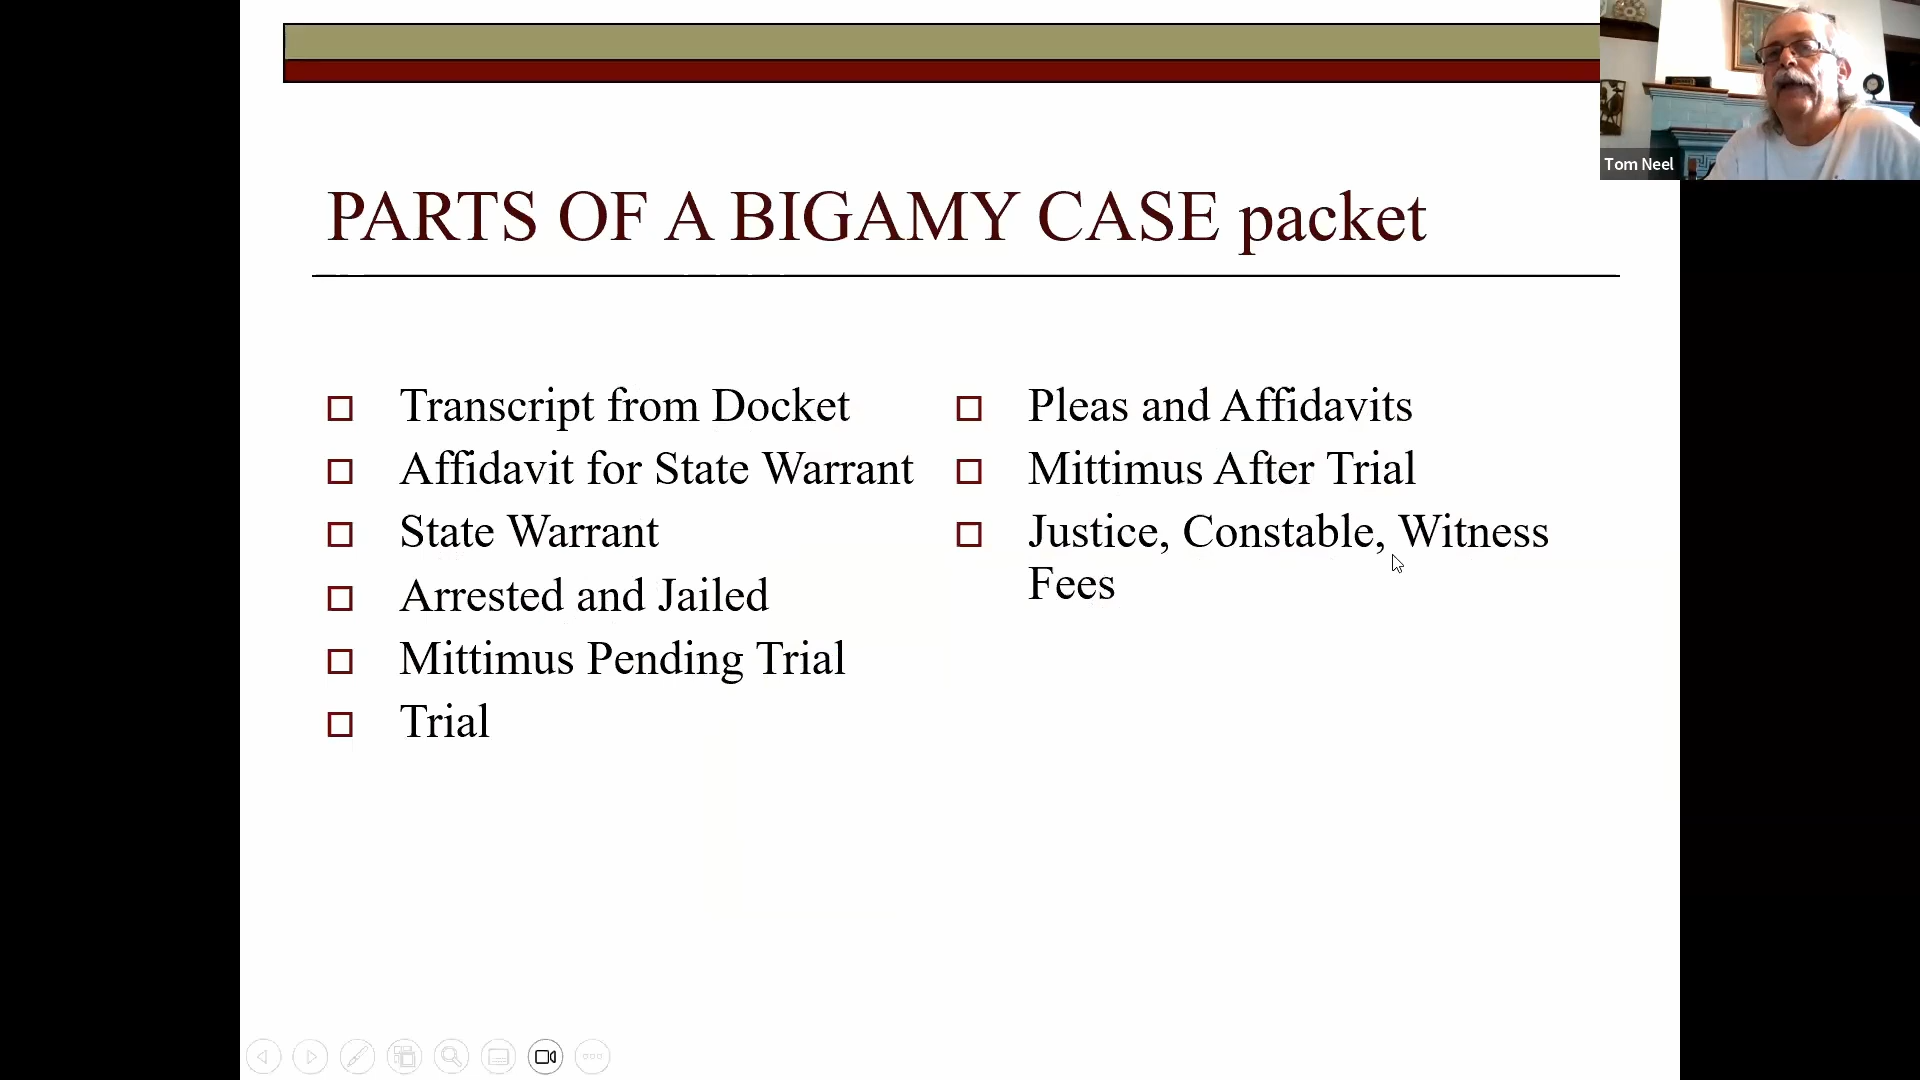 PARTS OF A BIGAMY CASE packet
Transcript from Docket
Affidavit for State Warrant
State Warrant
Arrested and Jailed
Mittimus Pending Trial
Trial
Pleas and Affidavits
Mittimus After Trial
Justice, Constable, Witness
Fees
Tom Neel